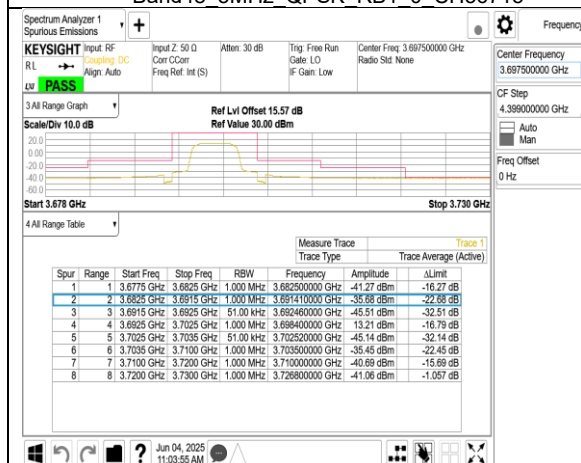 Spectrum Analyzer 1
Spurious Emissions
Frequency
KEYSIGHT Input: RF Input Z: 50 Ω Atten: 30 dB Trig: Free Run Center Freq: 3.697500000 GHz
RL Coupling: DC Corr CCorr Gate: LO Radio Std: None
Align: Auto Freq Ref: Int (S) IF Gain: Low
PASS
Center Frequency
3.697500000 GHz
CF Step
4.399000000 GHz
Auto
Man
Freq Offset
0 Hz
3 All Range Graph
Ref Lvl Offset 15.57 dB
Scale/Div 10.0 dB Ref Value 30.00 dBm
20.0
0.00
-20.0
-40.0
-60.0
Start 3.678 GHz Stop 3.730 GHz
4 All Range Table
Measure Trace Trace 1
Trace Type Trace Average (Active)
Spur Range Start Freq Stop Freq RBW Frequency Amplitude ΔLimit
1 1 3.6775 GHz 3.6825 GHz 1.000 MHz 3.682500000 GHz -41.27 dBm -16.27 dB
2 2 3.6825 GHz 3.6915 GHz 1.000 MHz 3.691410000 GHz -35.68 dBm -22.68 dB
3 3 3.6915 GHz 3.6925 GHz 51.00 kHz 3.692460000 GHz -45.51 dBm -32.51 dB
4 4 3.6925 GHz 3.7025 GHz 1.000 MHz 3.698400000 GHz 13.21 dBm -16.79 dB
5 5 3.7025 GHz 3.7035 GHz 51.00 kHz 3.702520000 GHz -45.14 dBm -32.14 dB
6 6 3.7035 GHz 3.7100 GHz 1.000 MHz 3.703500000 GHz -35.45 dBm -22.45 dB
7 7 3.7100 GHz 3.7200 GHz 1.000 MHz 3.710000000 GHz -40.69 dBm -15.69 dB
8 8 3.7200 GHz 3.7300 GHz 1.000 MHz 3.726800000 GHz -41.06 dBm -1.057 dB
Jun 04, 2025
11:03:55 AM